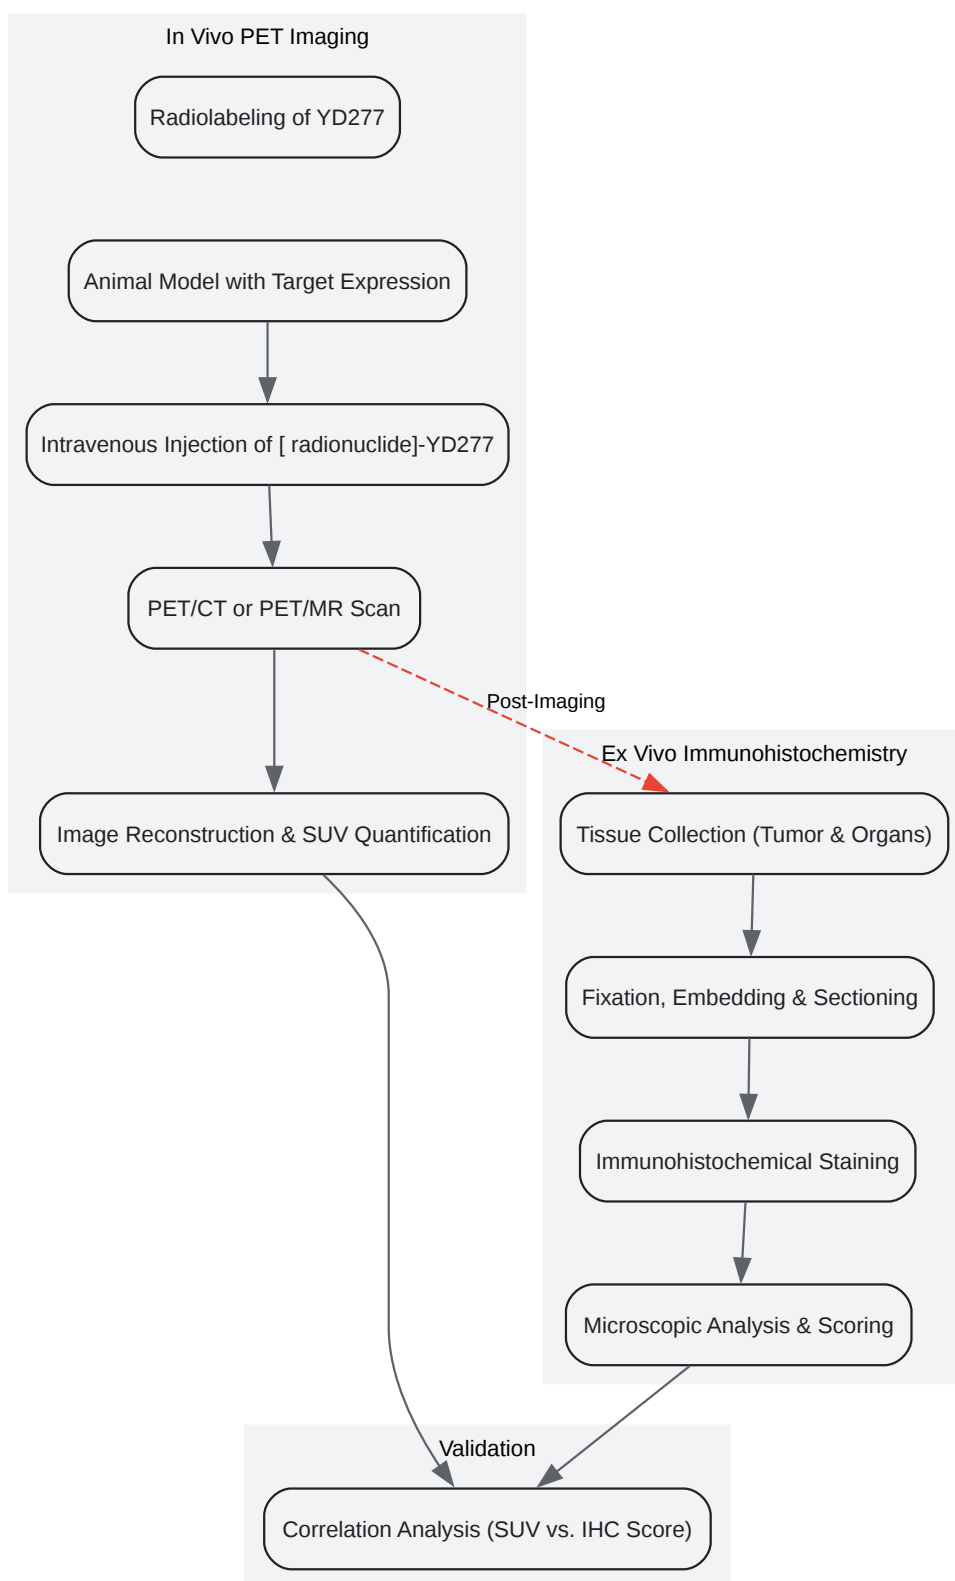 In Vivo PET Imaging
Radiolabeling of YD277
Animal Model with Target Expression
Intravenous Injection of [ radionuclide]-YD277
PET/CT or PET/MR Scan
Post-Imaging
Image Reconstruction & SUV Quantification
Ex Vivo Immunohistochemistry
Tissue Collection (Tumor & Organs)
Fixation, Embedding & Sectioning
Immunohistochemical Staining
Microscopic Analysis & Scoring
Validation
Correlation Analysis (SUV vs. IHC Score)